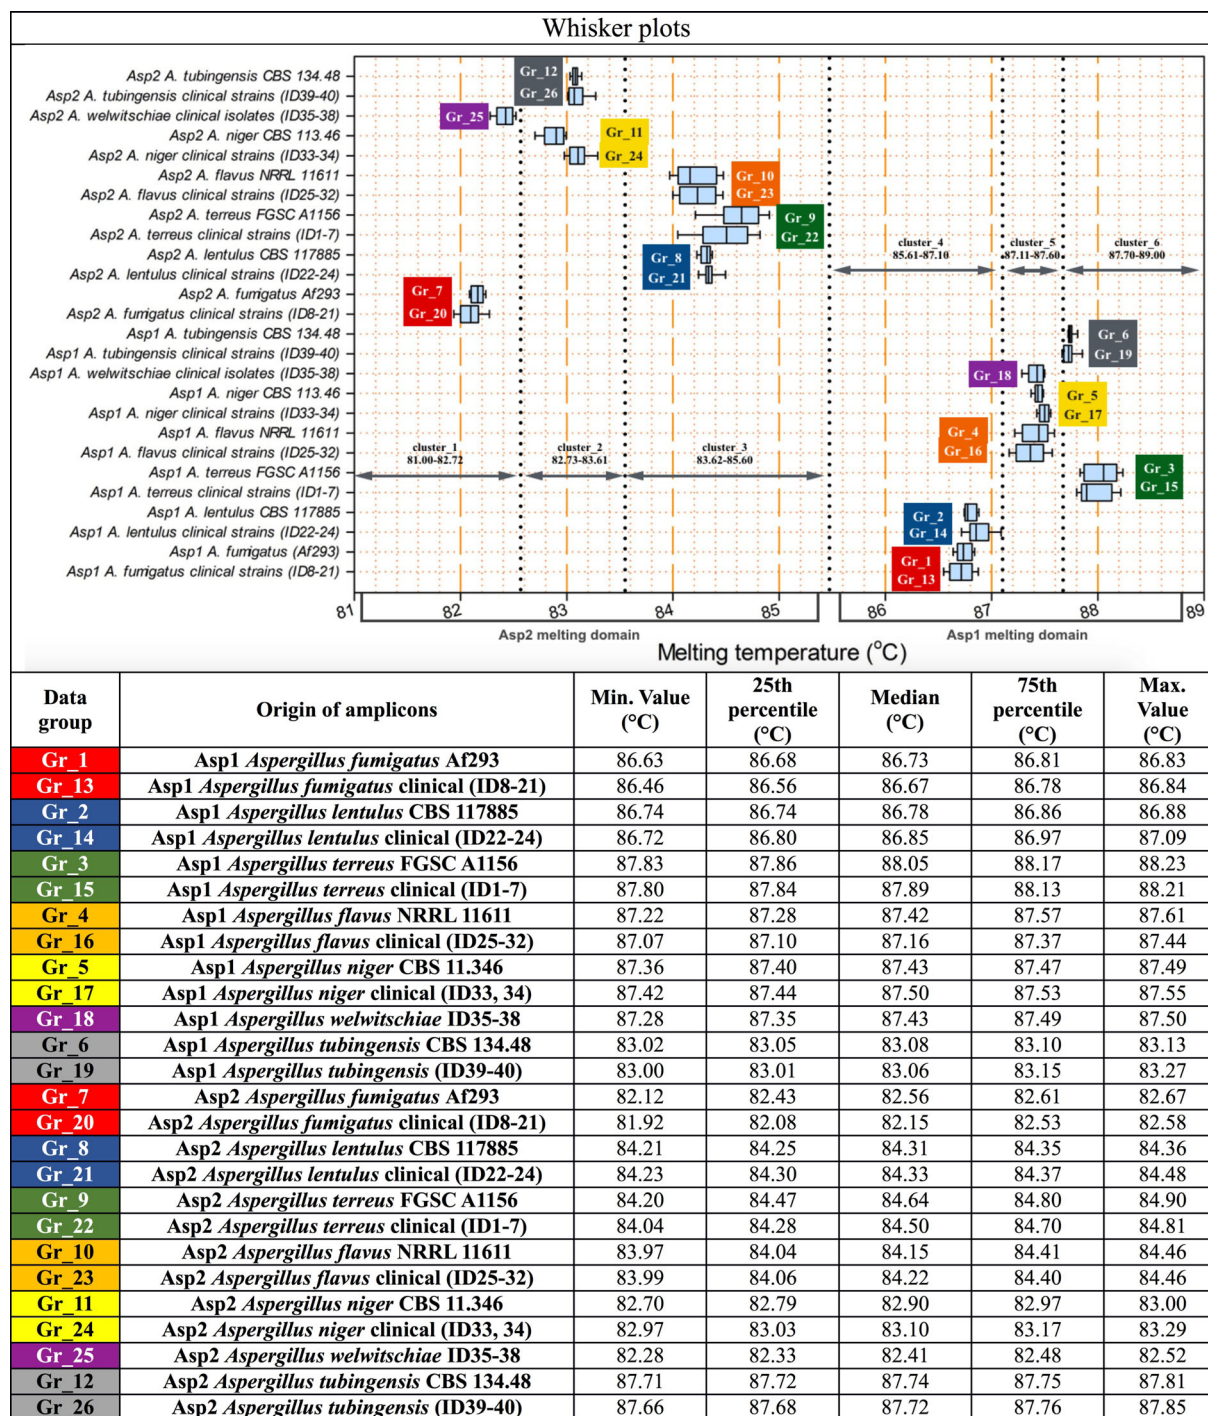 Whisker plots
Asp2 A. tubingensis CBS 134.48
Asp2 A. tubingensis clinical strains (ID39-40)
Asp2 A. welwitschiae clinical isolates (ID35-38)
Asp2 A. niger CBS 113.46
Asp2 A. niger clinical strains (ID33-34)
Asp2 A. flavus NRRL 11611
Asp2 A. flavus clinical strains (ID25-32)
Asp2 A. terreus FGSC A1156
Asp2 A. terreus clinical strains (ID1-7)
Asp2 A. lentulus CBS 117885
Asp2 A. lentulus clinical strains (ID22-24)
Asp2 A. fumigatus Af293
Asp2 A. fumigatus clinical strains (ID8-21)
Asp1 A. tubingensis CBS 134.48
Asp1 A. tubingensis clinical strains (ID39-40)
Asp1 A. welwitschiae clinical isolates (ID35-38)
Asp1 A. niger CBS 113.46
Asp1 A. niger clinical strains (ID33-34)
Asp1 A. flavus NRRL 11611
Asp1 A. flavus clinical strains (ID25-32)
Asp1 A. terreus FGSC A1156
Asp1 A. terreus clinical strains (ID1-7)
Asp1 A. lentulus CBS 117885
Asp1 A. lentulus clinical strains (ID22-24)
Asp1 A. fumigatus (Af293)
Asp1 A. fumigatus clinical strains (ID8-21)
Gr_12
Gr_26
Gr_25
Gr_11
Gr_24
Gr_10
Gr_23
Gr_9
Gr_22
Gr_8
Gr_21
Gr_7
Gr_20
cluster_4
85.61-87.10
cluster_5
87.11-87.60
cluster_6
87.70-89.00
Gr_6
Gr_19
Gr_18
Gr_5
Gr_17
Gr_4
Gr_16
cluster_1
81.00-82.72
cluster_2
82.73-83.61
cluster_3
83.62-85.60
Gr_3
Gr_15
Gr_2
Gr_14
Gr_1
Gr_13
81 82 83 84 85 86 87 88 89
Asp2 melting domain Asp1 melting domain
Melting temperature (°C)
Data group Origin of amplicons Min. Value (°C) 25th percentile (°C) Median (°C) 75th percentile (°C) Max. Value (°C)
Gr_1 Asp1 Aspergillus fumigatus Af293 86.63 86.68 86.73 86.81 86.83
Gr_13 Asp1 Aspergillus fumigatus clinical (ID8-21) 86.46 86.56 86.67 86.78 86.84
Gr_2 Asp1 Aspergillus lentulus CBS 117885 86.74 86.74 86.78 86.86 86.88
Gr_14 Asp1 Aspergillus lentulus clinical (ID22-24) 86.72 86.80 86.85 86.97 87.09
Gr_3 Asp1 Aspergillus terreus FGSC A1156 87.83 87.86 88.05 88.17 88.23
Gr_15 Asp1 Aspergillus terreus clinical (ID1-7) 87.80 87.84 87.89 88.13 88.21
Gr_4 Asp1 Aspergillus flavus NRRL 11611 87.22 87.28 87.42 87.57 87.61
Gr_16 Asp1 Aspergillus flavus clinical (ID25-32) 87.07 87.10 87.16 87.37 87.44
Gr_5 Asp1 Aspergillus niger CBS 11.346 87.36 87.40 87.43 87.47 87.49
Gr_17 Asp1 Aspergillus niger clinical (ID33, 34) 87.42 87.44 87.50 87.53 87.55
Gr_18 Asp1 Aspergillus welwitschiae ID35-38 87.28 87.35 87.43 87.49 87.50
Gr_6 Asp1 Aspergillus tubingensis CBS 134.48 83.02 83.05 83.08 83.10 83.13
Gr_19 Asp1 Aspergillus tubingensis (ID39-40) 83.00 83.01 83.06 83.15 83.27
Gr_7 Asp2 Aspergillus fumigatus Af293 82.12 82.43 82.56 82.61 82.67
Gr_20 Asp2 Aspergillus fumigatus clinical (ID8-21) 81.92 82.08 82.15 82.53 82.58
Gr_8 Asp2 Aspergillus lentulus CBS 117885 84.21 84.25 84.31 84.35 84.36
Gr_21 Asp2 Aspergillus lentulus clinical (ID22-24) 84.23 84.30 84.33 84.37 84.48
Gr_9 Asp2 Aspergillus terreus FGSC A1156 84.20 84.47 84.64 84.80 84.90
Gr_22 Asp2 Aspergillus terreus clinical (ID1-7) 84.04 84.28 84.50 84.70 84.81
Gr_10 Asp2 Aspergillus flavus NRRL 11611 83.97 84.04 84.15 84.41 84.46
Gr_23 Asp2 Aspergillus flavus clinical (ID25-32) 83.99 84.06 84.22 84.40 84.46
Gr_11 Asp2 Aspergillus niger CBS 11.346 82.70 82.79 82.90 82.97 83.00
Gr_24 Asp2 Aspergillus niger clinical (ID33, 34) 82.97 83.03 83.10 83.17 83.29
Gr_25 Asp2 Aspergillus welwitschiae ID35-38 82.28 82.33 82.41 82.48 82.52
Gr_12 Asp2 Aspergillus tubingensis CBS 134.48 87.71 87.72 87.74 87.75 87.81
Gr_26 Asp2 Aspergillus tubingensis (ID39-40) 87.66 87.68 87.72 87.76 87.85